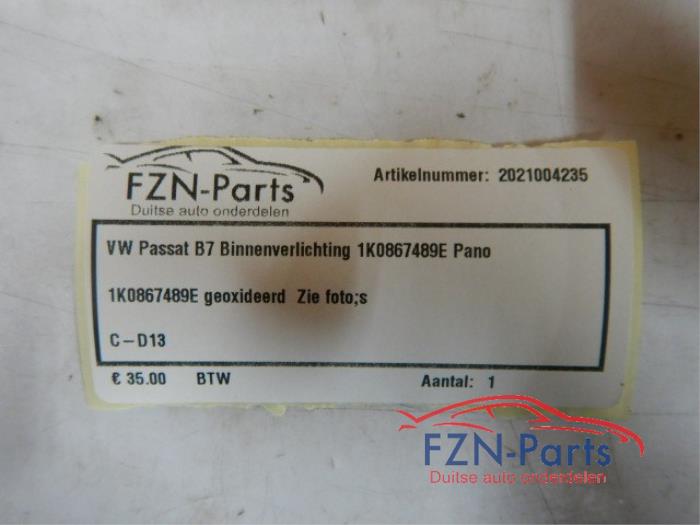 FZN-Parts
Duitse auto onderdelen
Artikelnummer: 2021004235
VW Passat B7 Binnenverlichting 1K0867489E Pano
1K0867489E geoxideerd Zie foto;s
C-D13
€ 35.00 BTW Aantal: 1
FZN-Parts
Duitse auto onderdelen